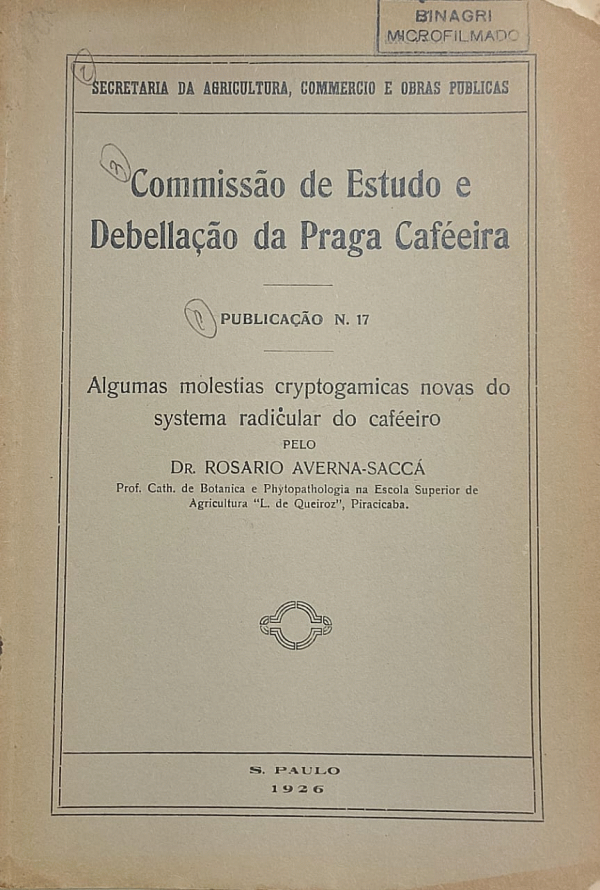 BINAGRI
MICROFILMADO
SECRETARIA DA AGRICULTURA, COMMERCIO E OBRAS PUBLICAS
Commissão de Estudo e
Debellação da Praga Caféeira
PUBLICAÇÃO N. 17
Algumas molestias cryptogamicas novas do
systema radicular do caféeiro
PELO
DR. ROSARIO AVERNA-SACCÁ
Prof. Cath. de Botanica e Phytopathologia na Escola Superior de
Agricultura "L. de Queiroz", Piracicaba.
S. PAULO
1926